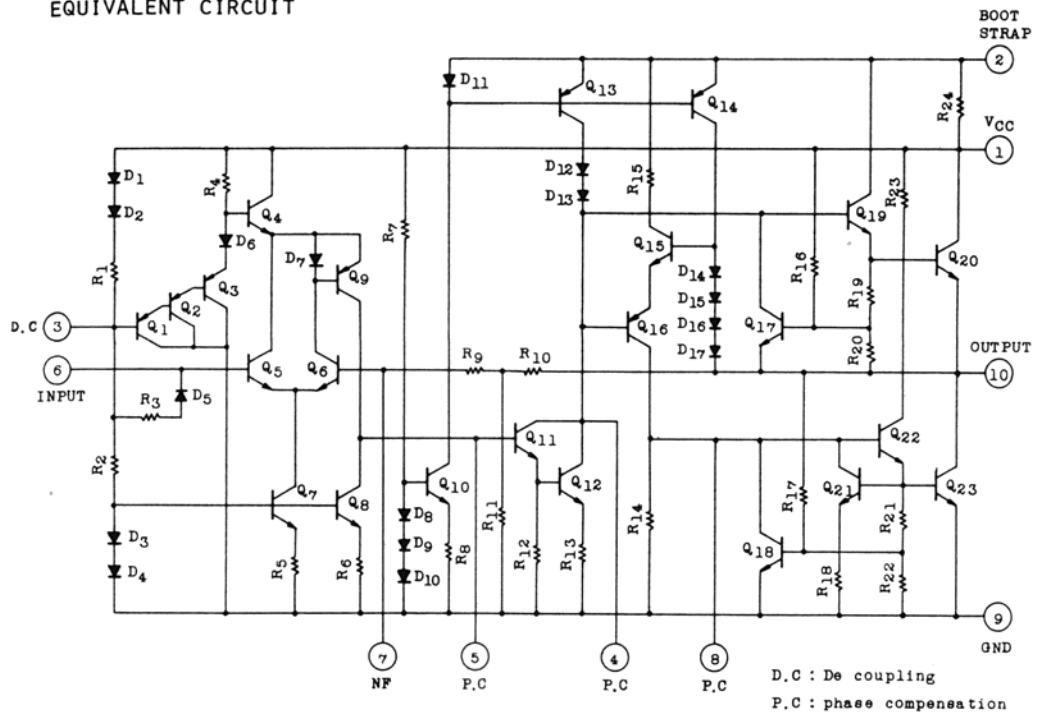 EQUIVALENT CIRCUIT
BOOT
STRAP
2
D11
Q13
Q14
R24
VCC
1
D1
D2
R4
Q4
D6
R7
D12
D13
R15
R23
Q19
R1
D7
Q9
Q15
D14
R16
Q20
Q3
Q2
D15
R19
D.C 3
Q1
Q16
D16
Q17
D17
R20
6
INPUT
Q5
Q6
R9
R10
OUTPUT
10
D5
R3
Q11
Q22
R2
Q10
Q12
R17
Q21
Q23
Q7
Q8
D8
R11
R14
R21
D3
D9
R8
R12
R13
Q18
D4
R5
R6
D10
R18
R22
9
GND
7
NF
5
P.C
4
P.C
8
P.C
D.C : De coupling
P.C : phase compensation